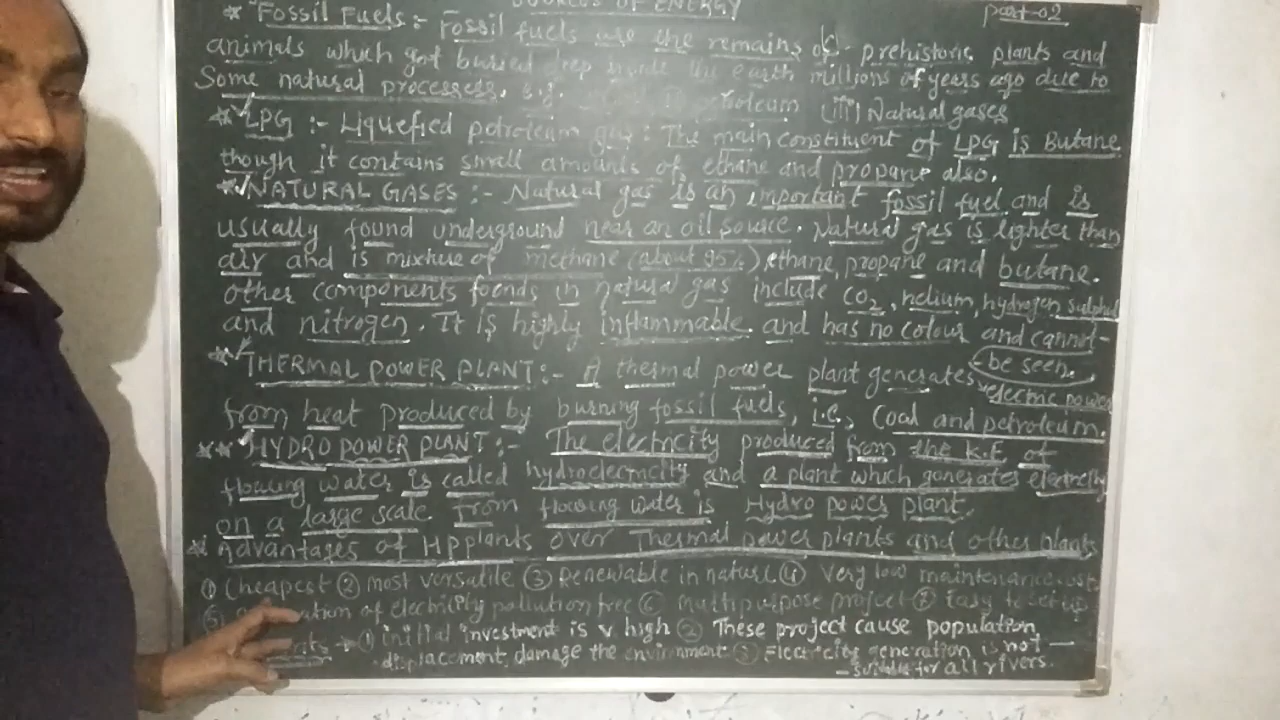 SOURCES OF ENERGY
Part-02
* Fossil Fuels :- Fossil fuels are the remains of prehistoric plants and
animals which got buried deep inside the earth millions of years ago due to
Some natural processess. e.g. petroleum (iii) Natural gases
* LPG :- Liquefied petroleum gas: The main constituent of LPG is Butane
though it contains small amounts of ethane and propane also.
* NATURAL GASES :- Natural gas is an important fossil fuel and is
usually found underground near an oil source. Natural gas is lighter than
air and is mixture of methane (about 95%), ethane, propane and butane.
other components foends in natural gas include CO2, helium, hydrogen sulphid
and nitrogen. It is highly inflammable and has no colour and cannot-
be seen.
* THERMAL POWER PLANT :- A thermal power plant generates electric power
from heat produced by burning fossil fuels, i.e., Coal and petroleum.
** HYDRO POWER PLANT :- The electricity produced from the K.E of
flowing water is called hydroelectricity and a plant which generates electricity
on a large scale from flowing water is Hydro power plant.
* Advantages of HP plants over Thermal power plants and other plants
① Cheapest ② most versatile ③ Renewable in nature ④ Very low maintenance cost
⑤ of electricity pollution free ⑥ multipurpose project ⑦ Easy to set up
→ ① initial investment is v high ② These project cause population
displacement, damage the environment ③ Electricity generation is not —
- suitable for all rivers.